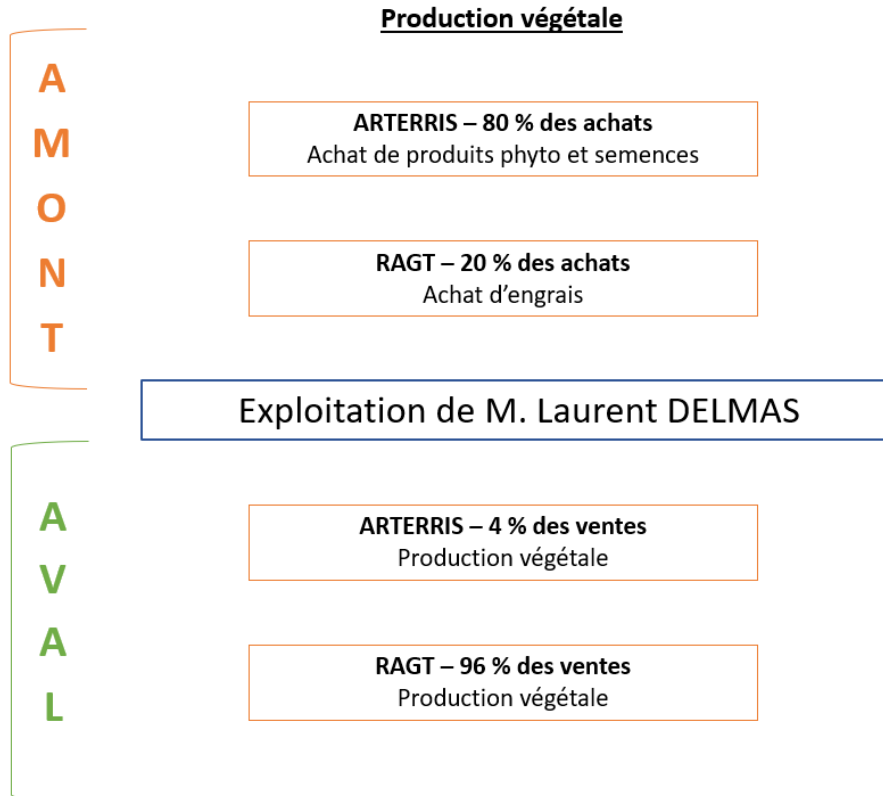 Production végétale
A
M
O
N
T
ARTERRIS – 80 % des achats
Achat de produits phyto et semences
RAGT – 20 % des achats
Achat d’engrais
Exploitation de M. Laurent DELMAS
A
V
A
L
ARTERRIS – 4 % des ventes
Production végétale
RAGT – 96 % des ventes
Production végétale